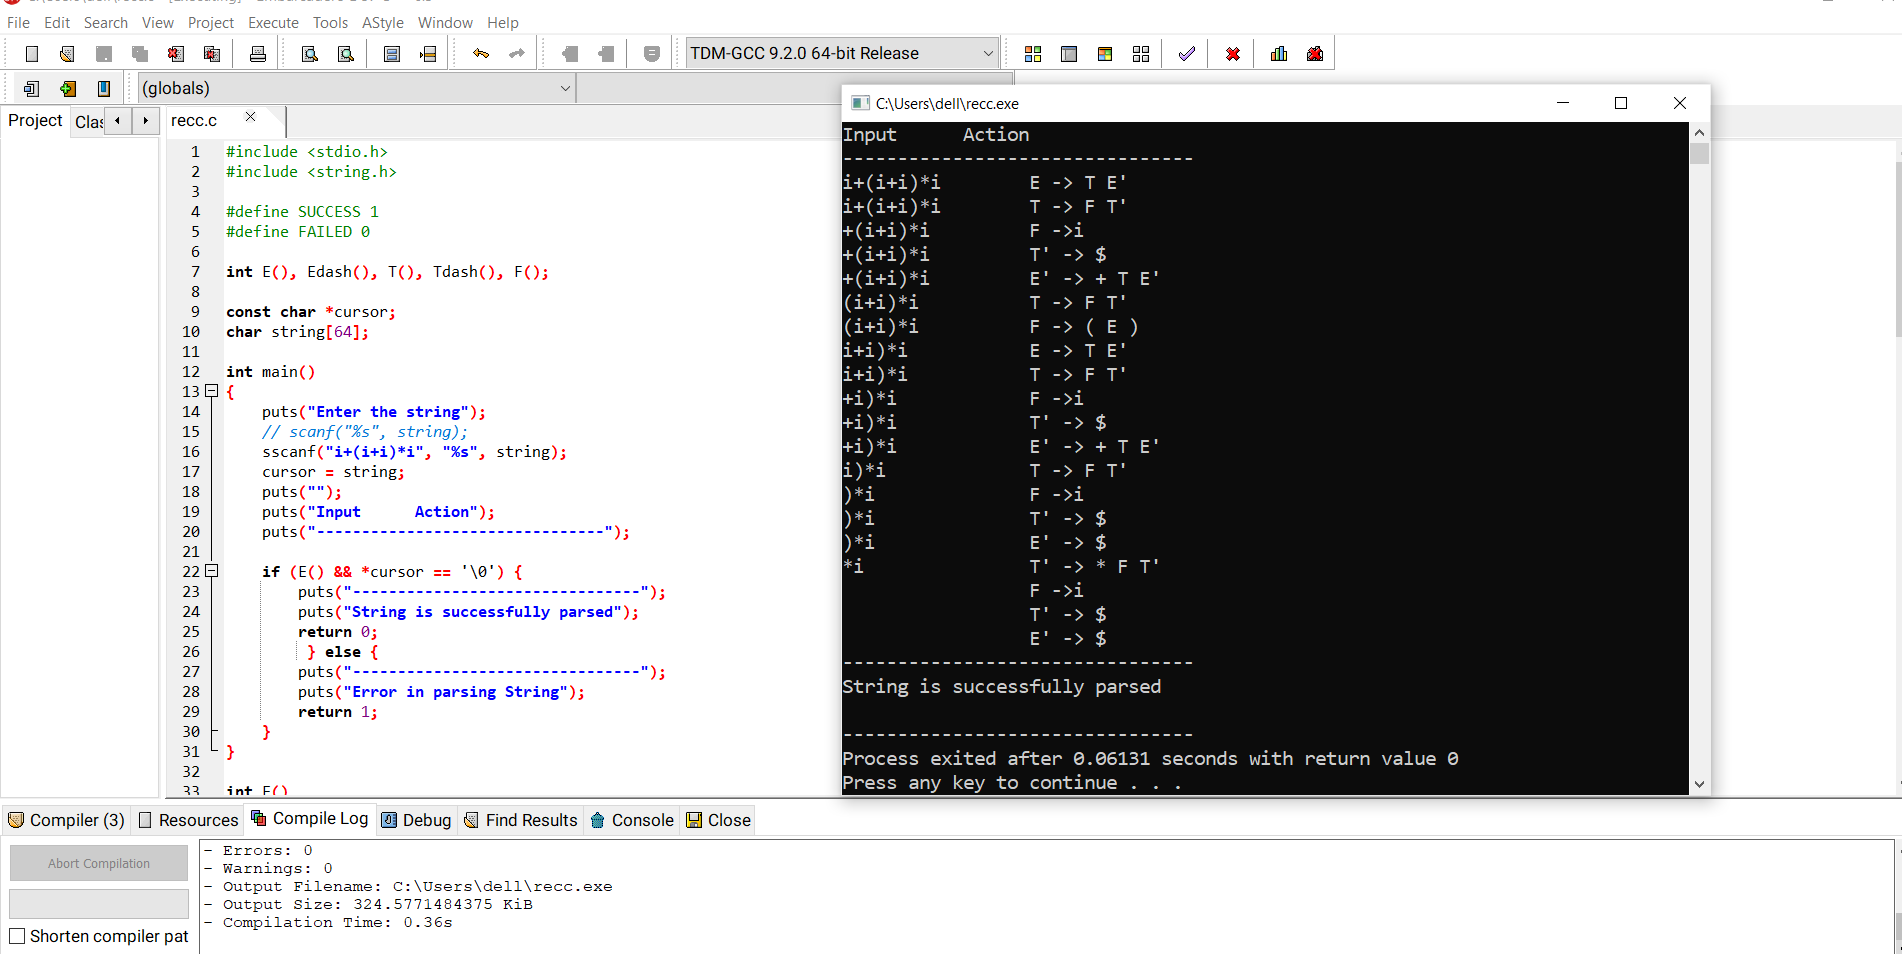 File Edit Search View Project Execute Tools AStyle Window Help
TDM-GCC 9.2.0 64-bit Release
(globals)
Project
recc.c
1 #include <stdio.h>
2 #include <string.h>
3
4 #define SUCCESS 1
5 #define FAILED 0
6
7 int E(), Edash(), T(), Tdash(), F();
8
9 const char *cursor;
10 char string[64];
11
12 int main()
13 {
14 puts("Enter the string");
15 // scanf("%s", string);
16 sscanf("i+(i+i)*i", "%s", string);
17 cursor = string;
18 puts("");
19 puts("Input      Action");
20 puts("--------------------------------");
21
22 if (E() && *cursor == '\0') {
23 puts("--------------------------------");
24 puts("String is successfully parsed");
25 return 0;
26 } else {
27 puts("--------------------------------");
28 puts("Error in parsing String");
29 return 1;
30 }
31 }
32
33 int E()
C:\Users\dell\recc.exe
Input      Action
--------------------------------
i+(i+i)*i        E -> T E'
i+(i+i)*i        T -> F T'
+(i+i)*i         F ->i
+(i+i)*i         T' -> $
+(i+i)*i         E' -> + T E'
(i+i)*i          T -> F T'
(i+i)*i          F -> ( E )
i+i)*i           E -> T E'
i+i)*i           T -> F T'
+i)*i            F ->i
+i)*i            T' -> $
+i)*i            E' -> + T E'
i)*i             T -> F T'
)*i              F ->i
)*i              T' -> $
)*i              E' -> $
*i               T' -> * F T'
                 F ->i
                 T' -> $
                 E' -> $
--------------------------------
String is successfully parsed
--------------------------------
Process exited after 0.06131 seconds with return value 0
Press any key to continue . . .
Compiler (3) Resources Compile Log Debug Find Results Console Close
Abort Compilation
Shorten compiler pat
- Errors: 0
- Warnings: 0
- Output Filename: C:\Users\dell\recc.exe
- Output Size: 324.5771484375 KiB
- Compilation Time: 0.36s